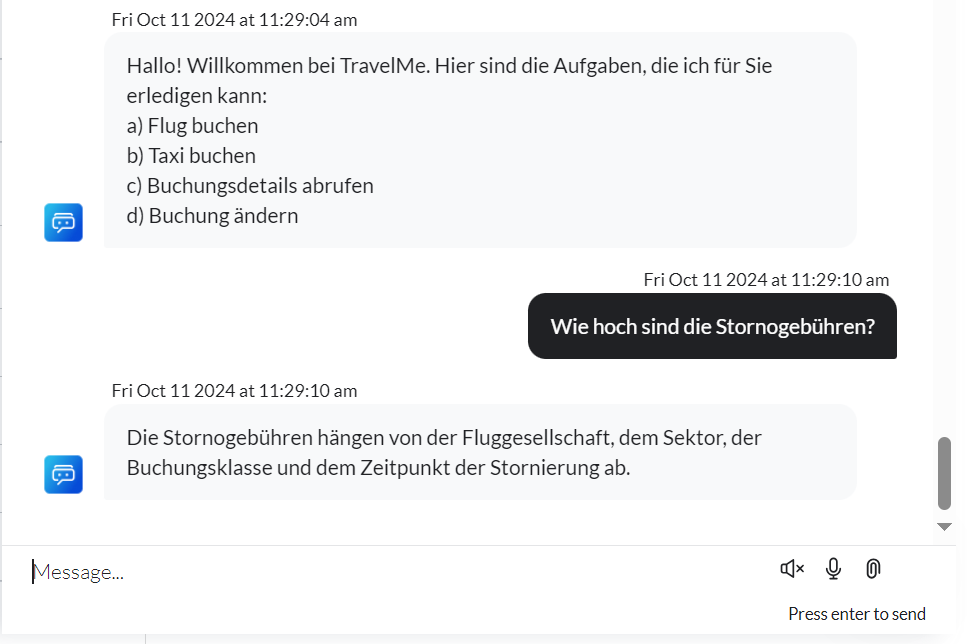 Fri Oct 11 2024 at 11:29:04 am
Hallo! Willkommen bei TravelMe. Hier sind die Aufgaben, die ich für Sie
erledigen kann:
a) Flug buchen
b) Taxi buchen
c) Buchungsdetails abrufen
d) Buchung ändern
Fri Oct 11 2024 at 11:29:10 am
Wie hoch sind die Stornogebühren?
Fri Oct 11 2024 at 11:29:10 am
Die Stornogebühren hängen von der Fluggesellschaft, dem Sektor, der
Buchungsklasse und dem Zeitpunkt der Stornierung ab.
Message...
Press enter to send